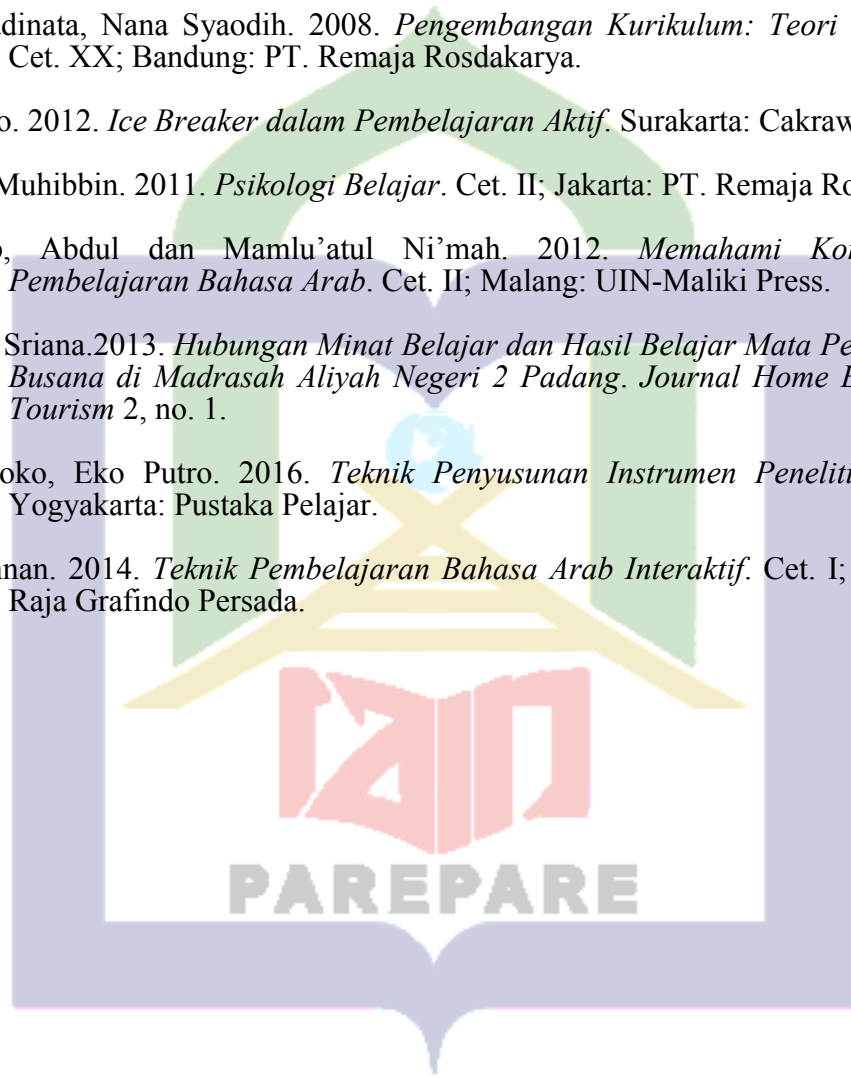 dinata, Nana Syaodih. 2008. Pengembangan Kurikulum: Teori
Cet. XX; Bandung: PT. Remaja Rosdakarya.
o. 2012. Ice Breaker dalam Pembelajaran Aktif. Surakarta: Cakraw
Muhibbin. 2011. Psikologi Belajar. Cet. II; Jakarta: PT. Remaja Ro
, Abdul dan Mamlu’atul Ni’mah. 2012. Memahami Kon
Pembelajaran Bahasa Arab. Cet. II; Malang: UIN-Maliki Press.
Sriana.2013. Hubungan Minat Belajar dan Hasil Belajar Mata Pe
Busana di Madrasah Aliyah Negeri 2 Padang. Journal Home E
Tourism 2, no. 1.
oko, Eko Putro. 2016. Teknik Penyusunan Instrumen Peneliti
Yogyakarta: Pustaka Pelajar.
nan. 2014. Teknik Pembelajaran Bahasa Arab Interaktif. Cet. I;
Raja Grafindo Persada.
iain
PAREPARE